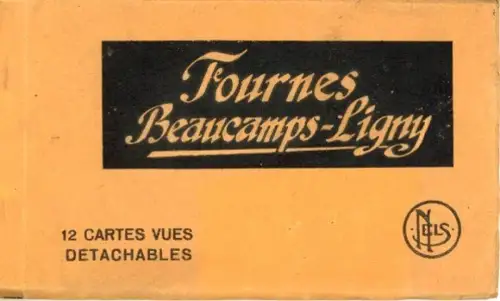 Fournes
Beaucamps-Ligny
12 CARTES VUES
DETACHABLES
NELS